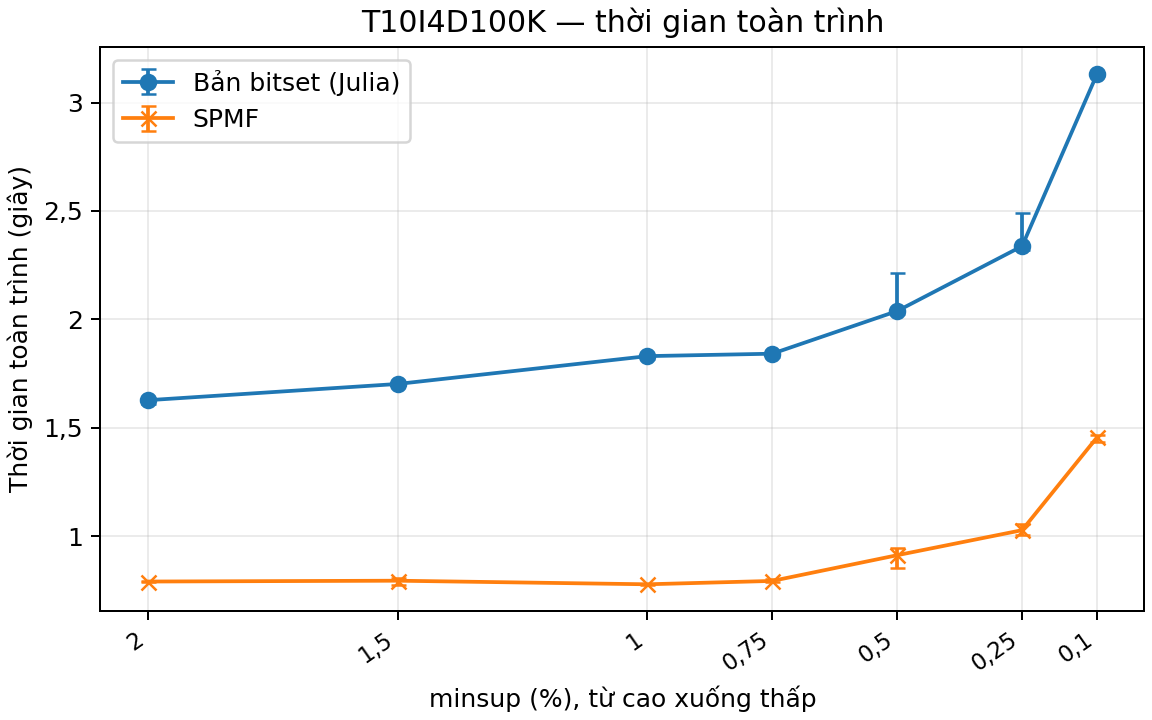 T10I4D100K — thời gian toàn trình
Bản bitset (Julia)
SPMF
Thời gian toàn trình (giây)
3
2,5
2
1,5
1
2
1,5
1
0,75
0,5
0,25
0,1
minsup (%), từ cao xuống thấp